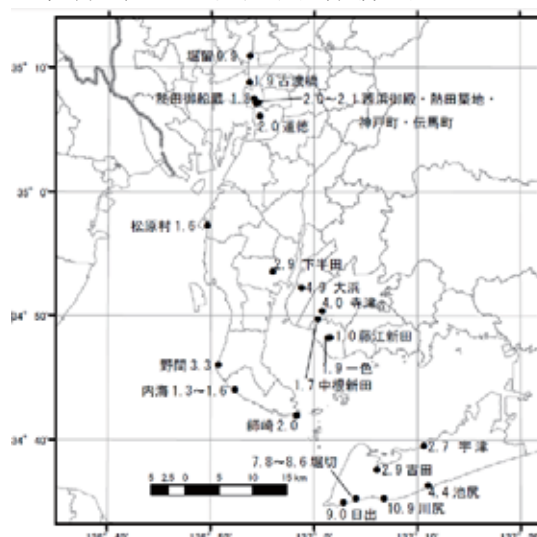 堀留 0.9
35° 10′
1.9 古渡橋
熱田御船蔵 1.8
2.0～2.1 西浜御殿・熱田築地・
神戸町・伝馬町
2.0 道徳
35° 0′
松原村 1.5
2.9 下半田
4.9 大浜
4.0 寺津
34° 50′
1.0 藤江新田
野間 3.3
1.9 一色
1.7 中根新田
内海 1.3～1.6
師崎 2.0
34° 40′
2.7 宇津
7.8～8.6 堀切
2.9 吉田
5 2.5 0 5 10 15 km
4.4 池尻
10.9 川尻
9.0 日出
137° 0′